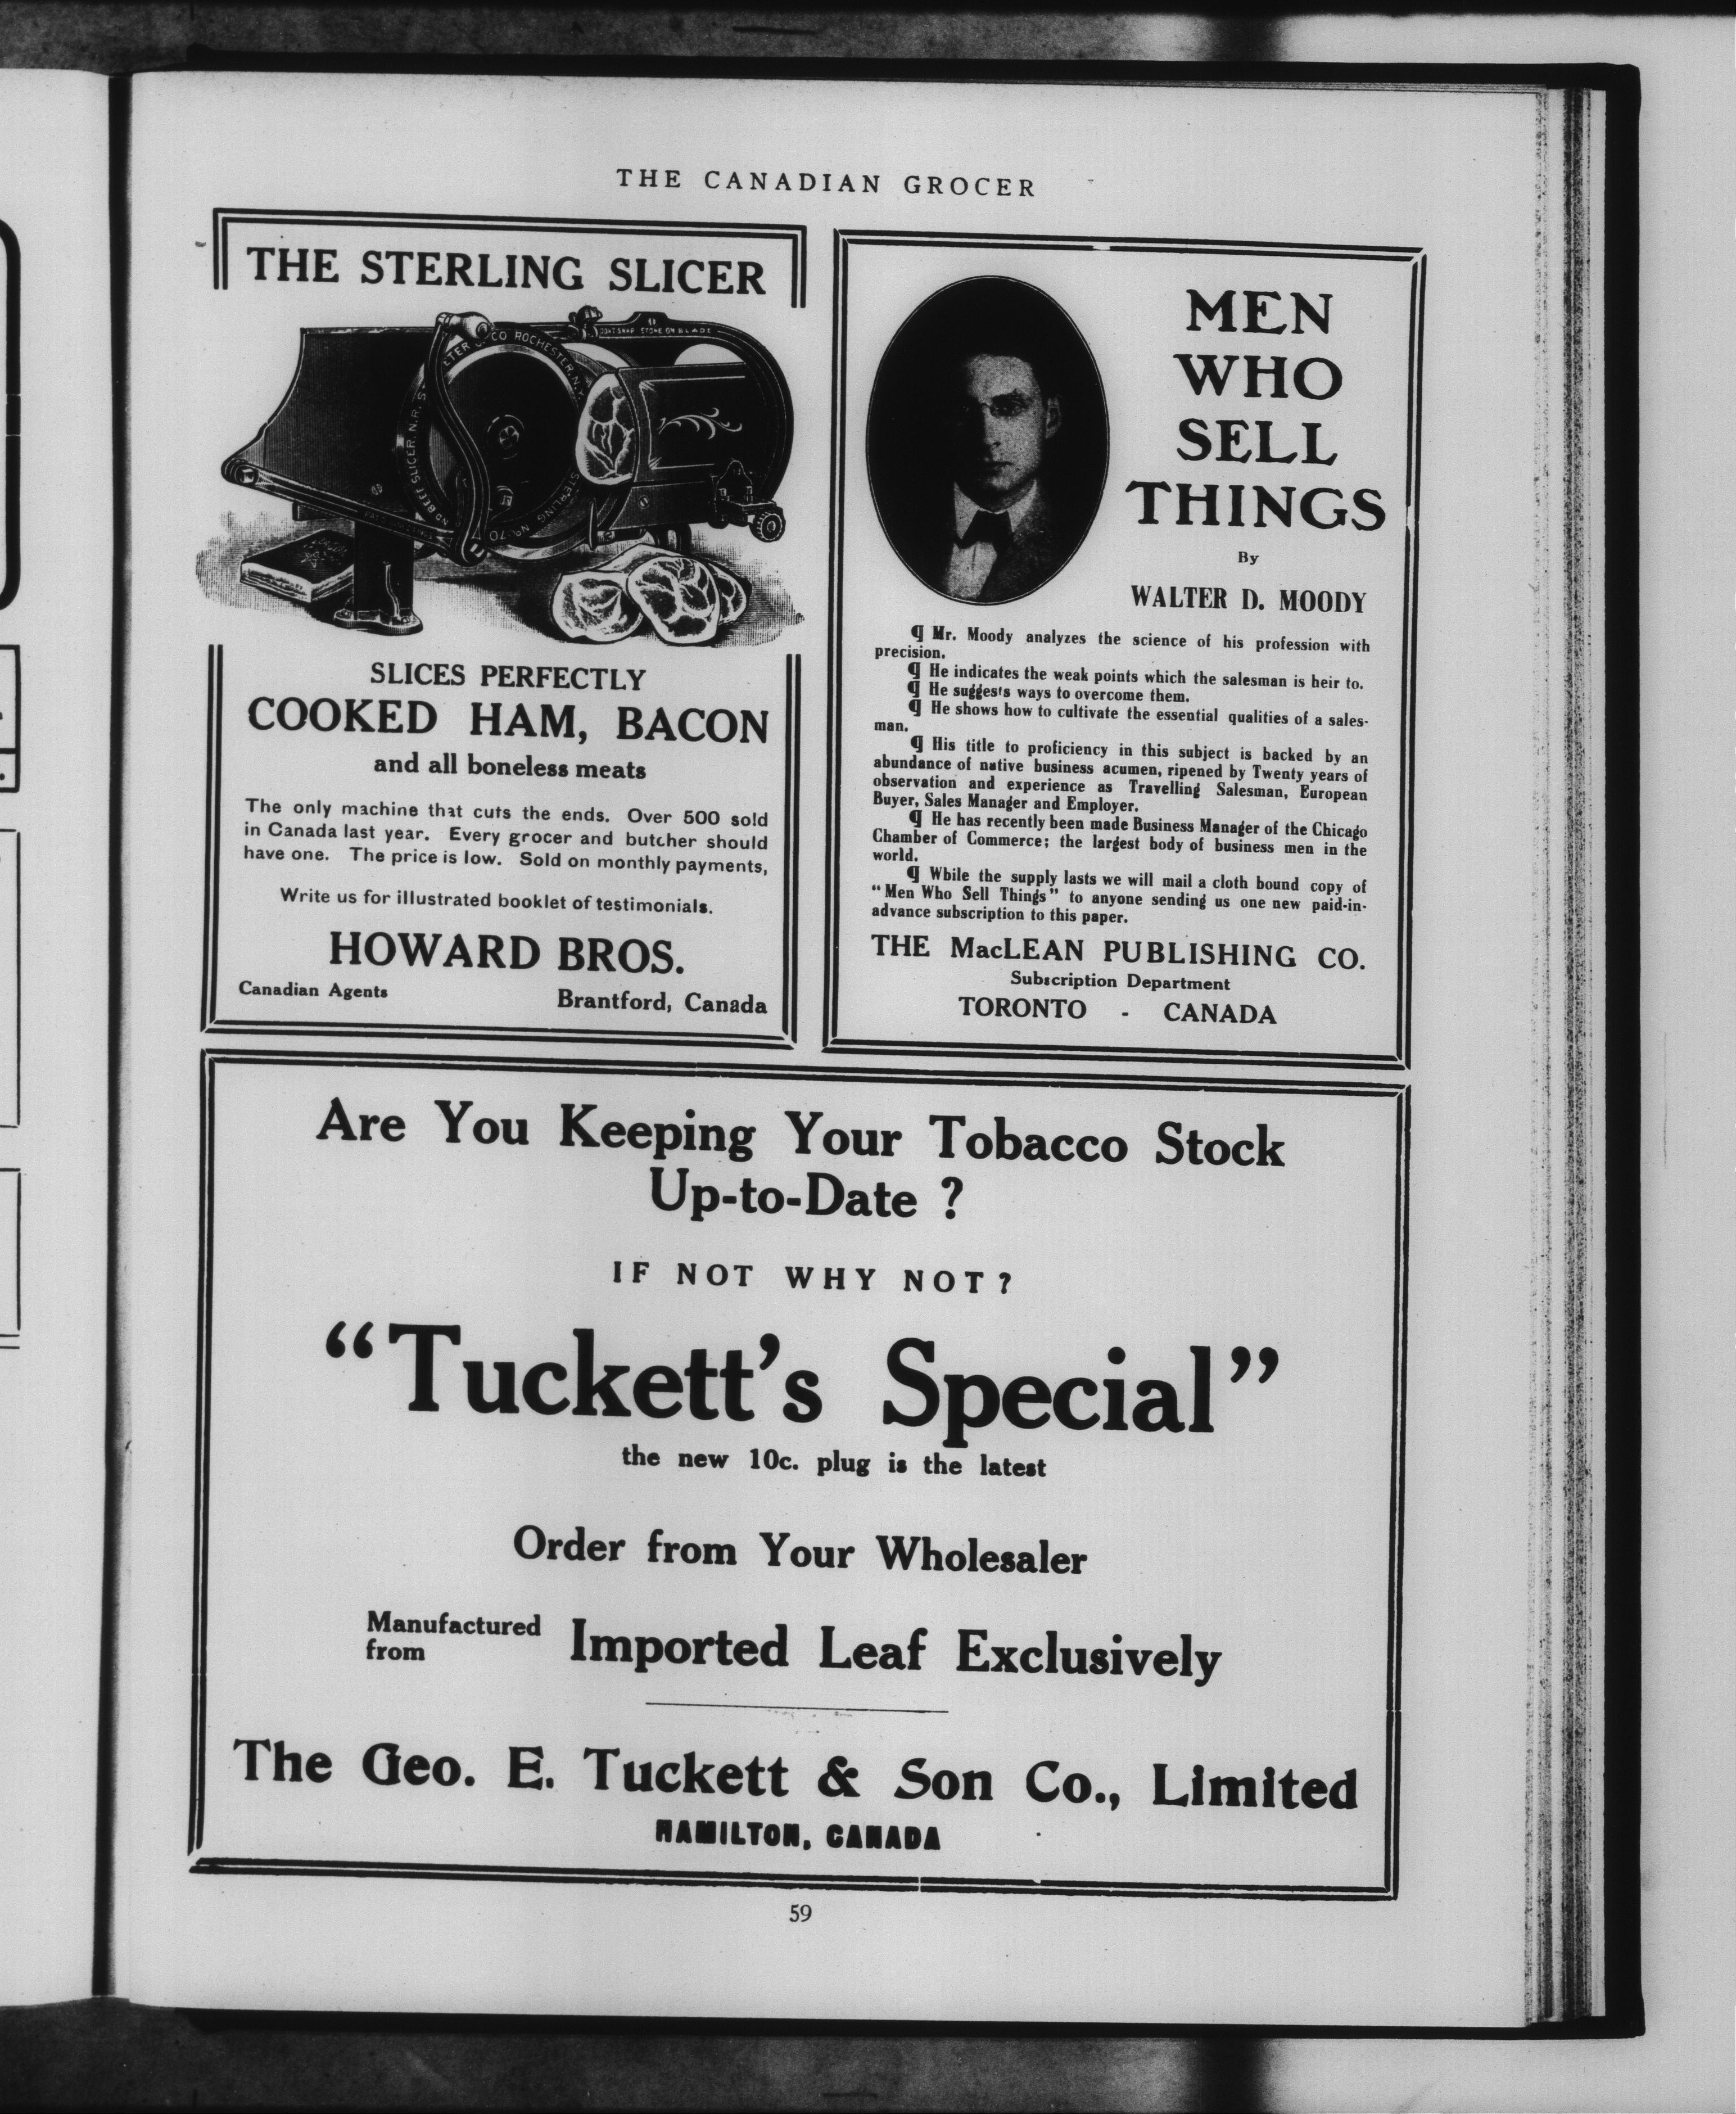 THE CANADIAN GROCER
THE STERLING SLICER
CO ROCHESTER, N.Y.
STERLING
No. 70
SLICES PERFECTLY
COOKED HAM, BACON
and all boneless meats
The only machine that cuts the ends. Over 500 sold
in Canada last year. Every grocer and butcher should
have one. The price is low. Sold on monthly payments,
Write us for illustrated booklet of testimonials.
HOWARD BROS.
Canadian Agents
Brantford, Canada
MEN
WHO
SELL
THINGS
By
WALTER D. MOODY
¶ Mr. Moody analyzes the science of his profession with
precision.
¶ He indicates the weak points which the salesman is heir to.
¶ He suggests ways to overcome them.
¶ He shows how to cultivate the essential qualities of a sales-
man.
¶ His title to proficiency in this subject is backed by an
abundance of native business acumen, ripened by Twenty years of
observation and experience as Travelling Salesman, European
Buyer, Sales Manager and Employer.
¶ He has recently been made Business Manager of the Chicago
Chamber of Commerce; the largest body of business men in the
world.
¶ While the supply lasts we will mail a cloth bound copy of
“Men Who Sell Things” to anyone sending us one new paid-in-
advance subscription to this paper.
THE MacLEAN PUBLISHING CO.
Subscription Department
TORONTO - CANADA
Are You Keeping Your Tobacco Stock
Up-to-Date ?
IF NOT WHY NOT?
“Tuckett’s Special”
the new 10c. plug is the latest
Order from Your Wholesaler
Manufactured
from
Imported Leaf Exclusively
The Geo. E. Tuckett & Son Co., Limited
HAMILTON, CANADA
59